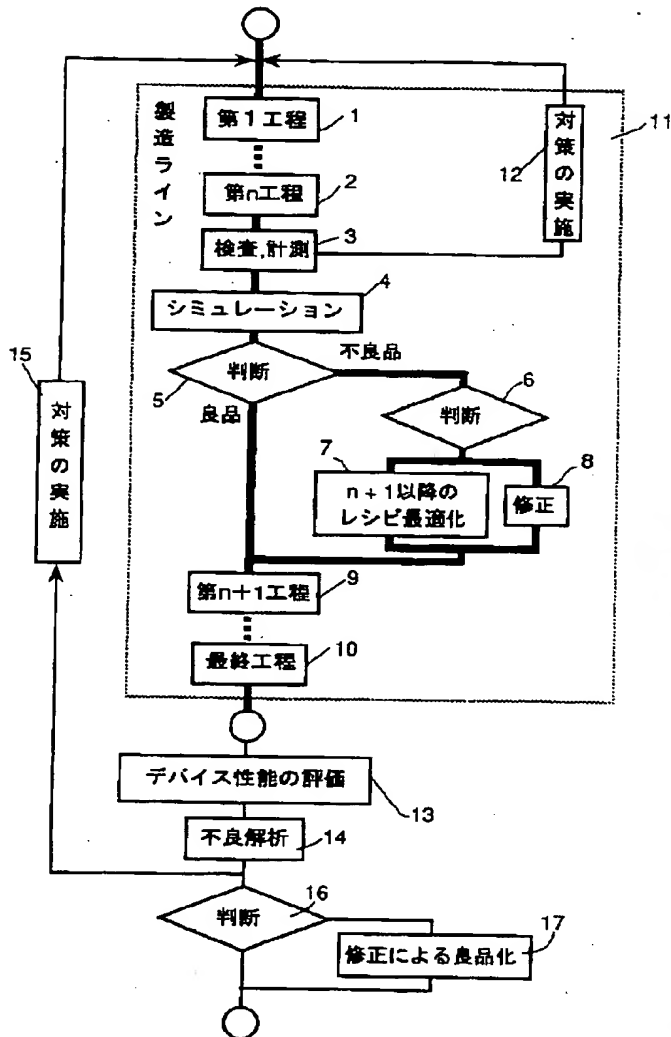 製造ライン
第1工程
1
第n工程
2
検査,計測
3
シミュレーション
4
判断
5
不良品
良品
判断
6
7
n+1以降の
レシピ最適化
修正
8
第n+1工程
9
最終工程
10
11
対策の実施
12
対策の実施
15
デバイス性能の評価
13
不良解析
14
判断
16
修正による良品化
17